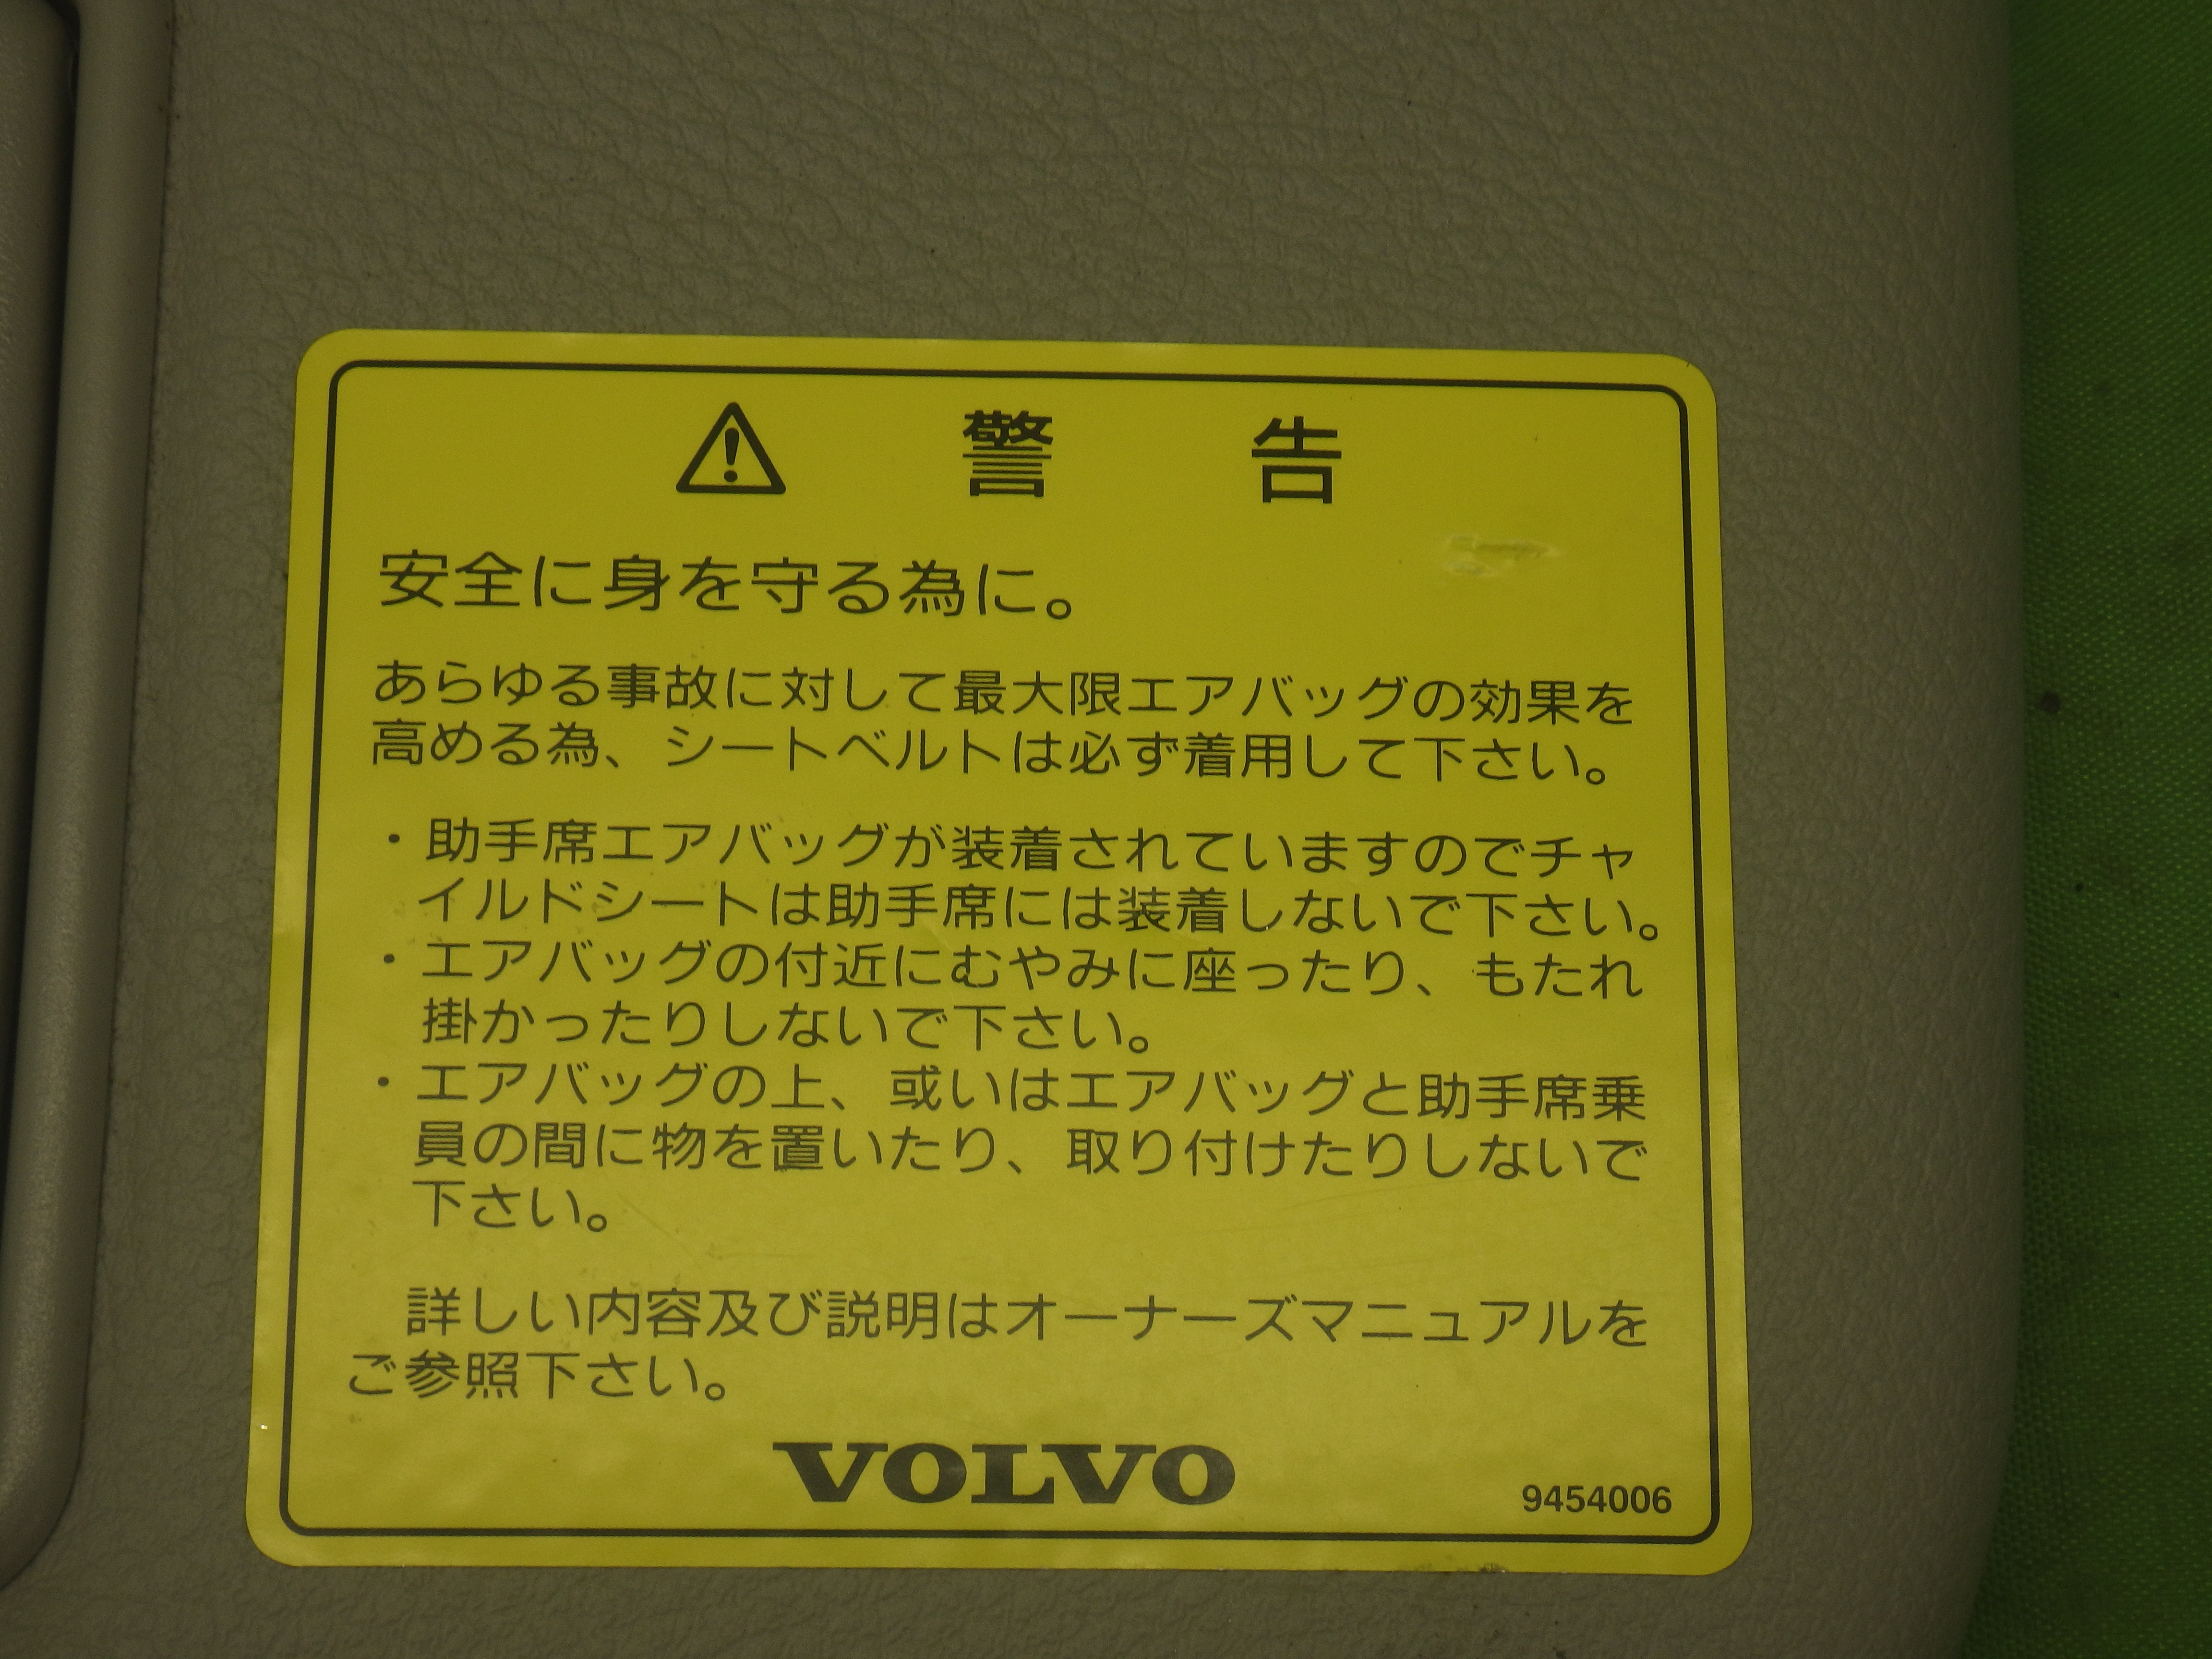 警告
安全に身を守る為に。
あらゆる事故に対して最大限エアバッグの効果を
高める為、シートベルトは必ず着用して下さい。
・助手席エアバッグが装着されていますのでチャ
イルドシートは助手席には装着しないで下さい。
・エアバッグの付近にむやみに座ったり、もたれ
掛かったりしないで下さい。
・エアバッグの上、或いはエアバッグと助手席乗
員の間に物を置いたり、取り付けたりしないで
下さい。
詳しい内容及び説明はオーナーズマニュアルを
ご参照下さい。
VOLVO
9454006